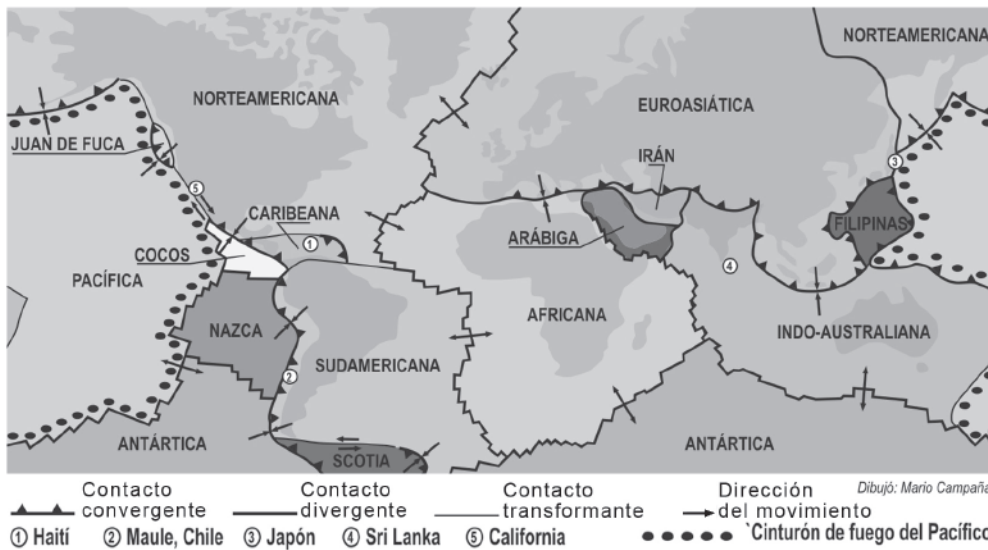 NORTEAMERICANA
NORTEAMERICANA
EUROASIÁTICA
JUAN DE FUCA
IRÁN
③
⑤
CARIBEANA
FILIPINAS
ARÁBIGA
①
COCOS
④
PACÍFICA
AFRICANA
NAZCA
INDO-AUSTRALIANA
SUDAMERICANA
②
ANTÁRTICA
ANTÁRTICA
SCOTIA
Contacto convergente
Contacto divergente
Contacto transformante
Dirección del movimiento
Dibujó: Mario Campaña
① Haití ② Maule, Chile ③ Japón ④ Sri Lanka ⑤ California
`Cinturón de fuego del Pacífico